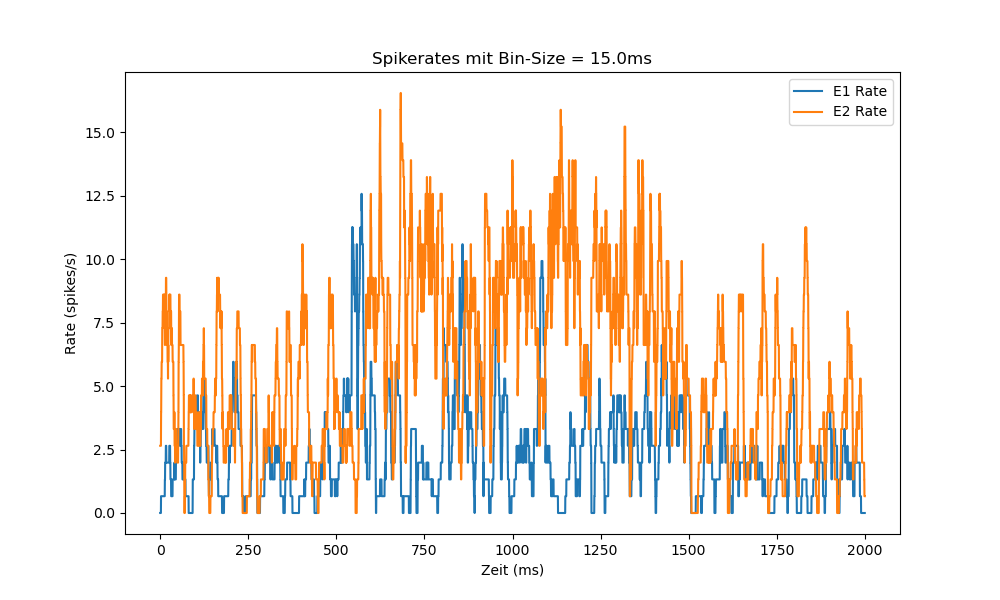 Spikerates mit Bin-Size = 15.0ms
E1 Rate
E2 Rate
Rate (spikes/s)
15.0
12.5
10.0
7.5
5.0
2.5
0.0
0 250 500 750 1000 1250 1500 1750 2000
Zeit (ms)